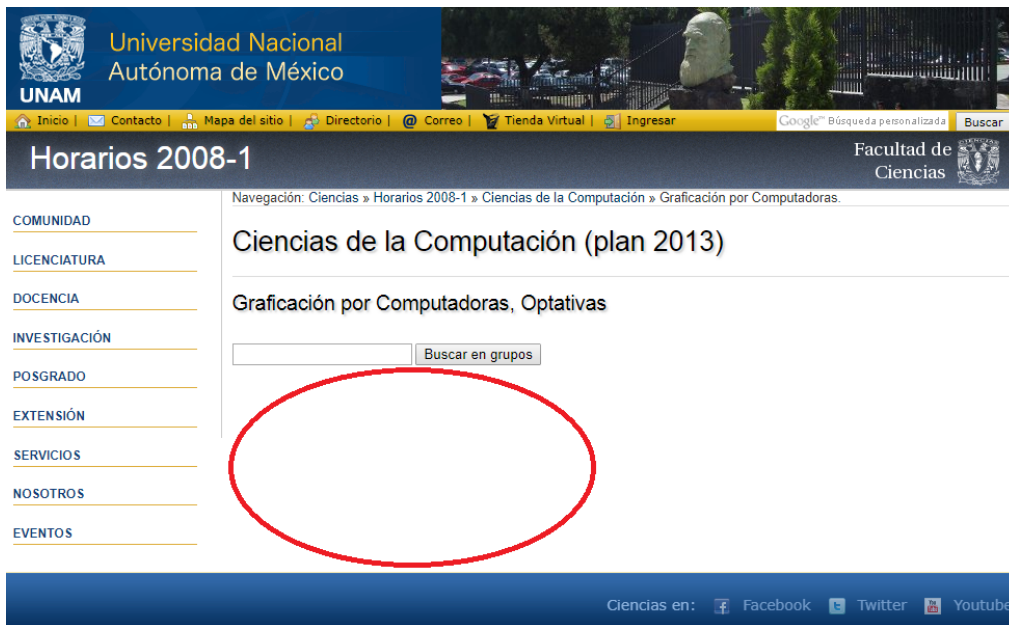 Universidad Nacional
Autónoma de México
UNAM
Inicio | Contacto | Mapa del sitio | Directorio | @ Correo | Tienda Virtual | Ingresar Google™ Búsqueda personalizada Buscar
Horarios 2008-1
Facultad de
Ciencias
Navegación: Ciencias » Horarios 2008-1 » Ciencias de la Computación » Graficación por Computadoras.
COMUNIDAD
LICENCIATURA
DOCENCIA
INVESTIGACIÓN
POSGRADO
EXTENSIÓN
SERVICIOS
NOSOTROS
EVENTOS
Ciencias de la Computación (plan 2013)
Graficación por Computadoras, Optativas
Buscar en grupos
Ciencias en: Facebook Twitter Youtube